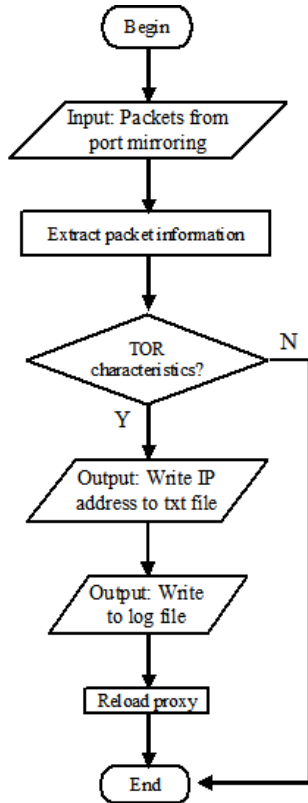 Begin
Input: Packets from
port mirroring
Extract packet information
TOR
characteristics?
N
Y
Output: Write IP
address to txt file
Output: Write
to log file
Reload proxy
End